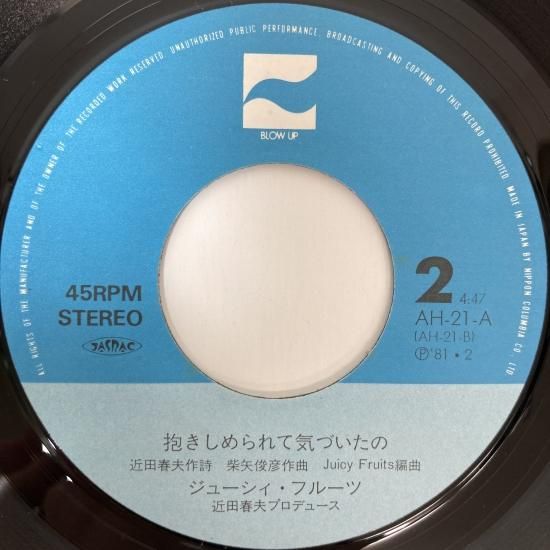 ALL RIGHTS OF THE MANUFACTURER AND OF THE OWNER OF THE RECORDED WORK RESERVED. UNAUTHORIZED PUBLIC PERFORMANCE, BROADCASTING AND COPYING OF THIS RECORD PROHIBITED MADE IN JAPAN BY NIPPON COLUMBIA CO., LTD.
BLOW UP
45RPM
STEREO
JASRAC
2 4:47
AH-21-A
(AH-21-B)
Ⓟ'81・2
抱きしめられて気づいたの
近田春夫作詩 柴矢俊彦作曲 Juicy Fruits編曲
ジューシィ・フルーツ
近田春夫プロデュース